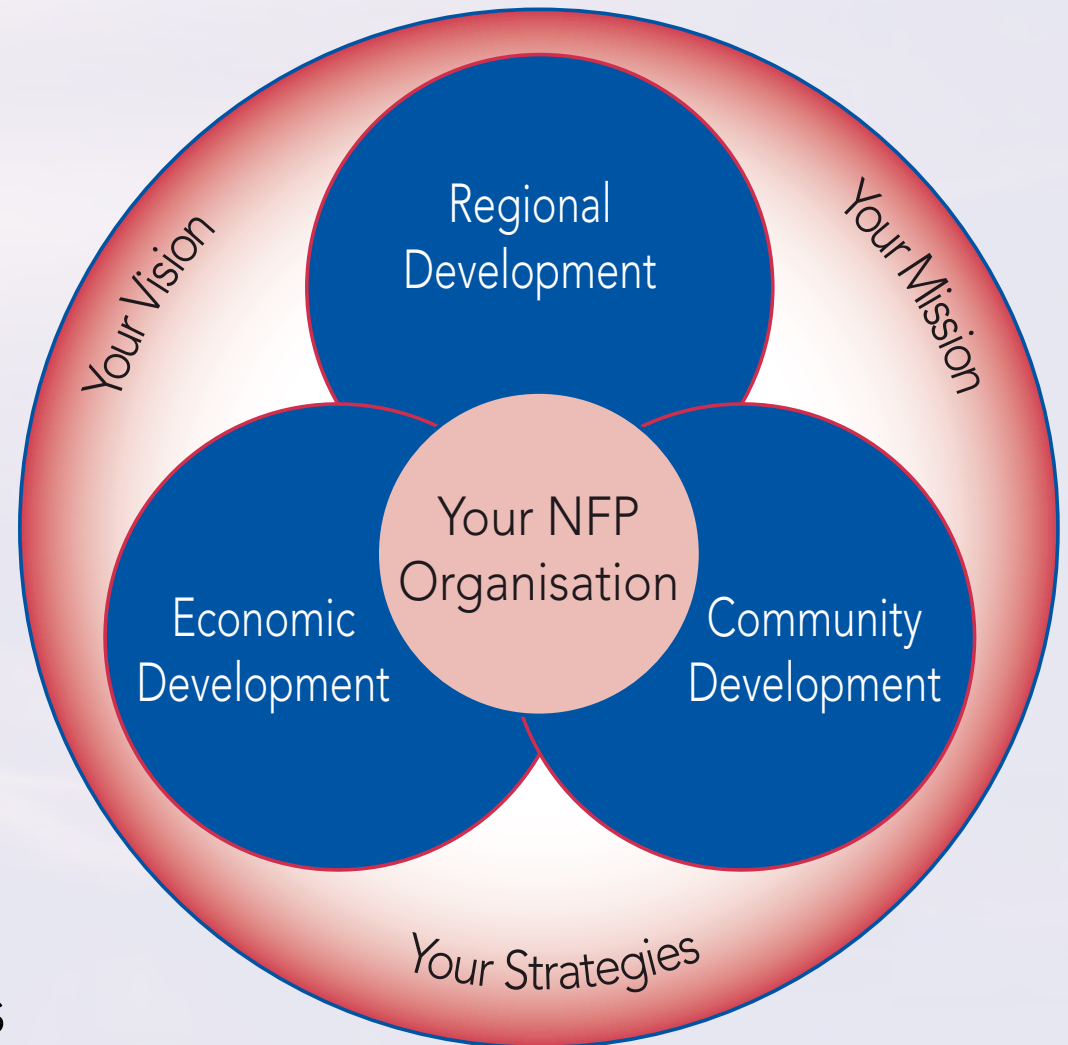 Regional
Development
Your Vision
Your Mission
Your NFP
Organisation
Economic
Development
Community
Development
Your Strategies
s